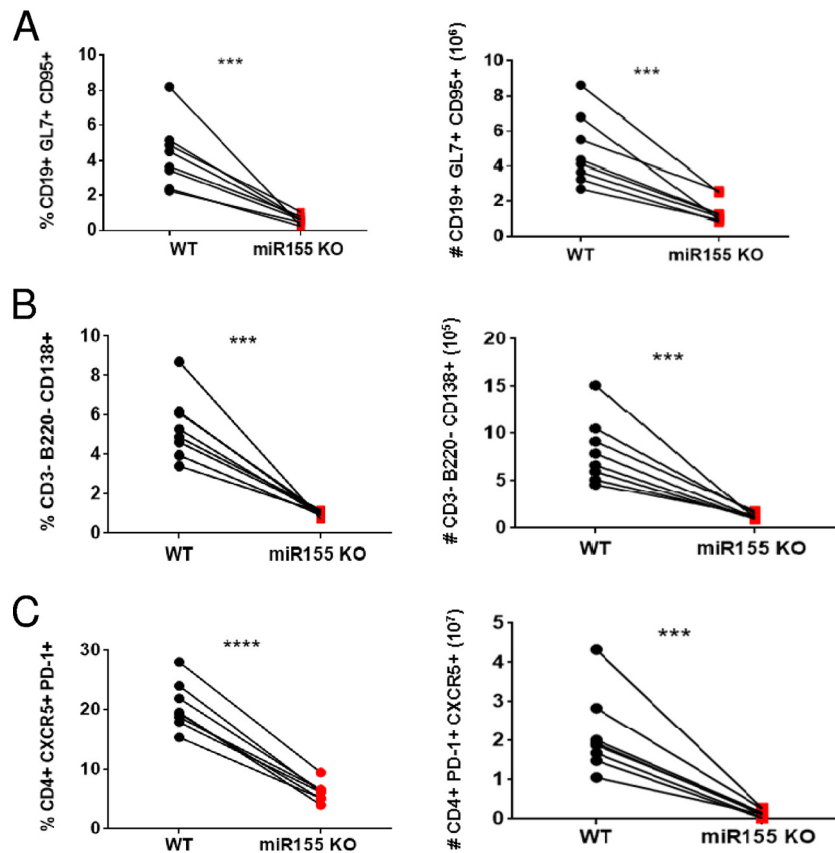 A
% CD19+ GL7+ CD95+
10
8
6
4
2
0
***
WT
miR155 KO
# CD19+ GL7+ CD95+ (10⁶)
10
8
6
4
2
0
***
WT
miR155 KO
B
% CD3- B220- CD138+
10
8
6
4
2
0
***
WT
miR155 KO
# CD3- B220- CD138+ (10⁵)
20
15
10
5
0
***
WT
miR155 KO
C
% CD4+ CXCR5+ PD-1+
30
20
10
0
****
WT
miR155 KO
# CD4+ PD-1+ CXCR5+ (10⁷)
5
4
3
2
1
0
***
WT
miR155 KO